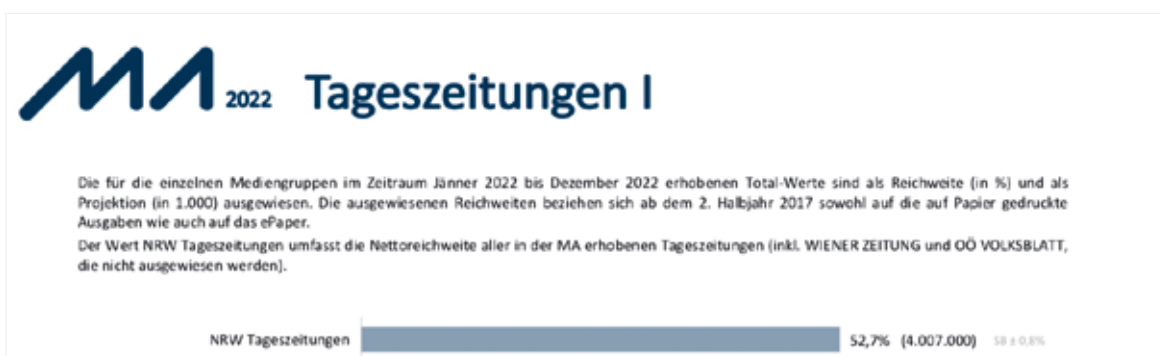 MA 2022 Tageszeitungen I
Die für die einzelnen Mediengruppen im Zeitraum Jänner 2022 bis Dezember 2022 erhobenen Total-Werte sind als Reichweite (in %) und als
Projektion (in 1.000) ausgewiesen. Die ausgewiesenen Reichweiten beziehen sich ab dem 2. Halbjahr 2017 sowohl auf die auf Papier gedruckte
Ausgaben wie auch auf das ePaper.
Der Wert NRW Tageszeitungen umfasst die Nettoreichweite aller in der MA erhobenen Tageszeitungen (inkl. WIENER ZEITUNG und OÖ VOLKSBLATT,
die nicht ausgewiesen werden).
NRW Tageszeitungen 52,7% (4.007.000) SB ± 0,8%